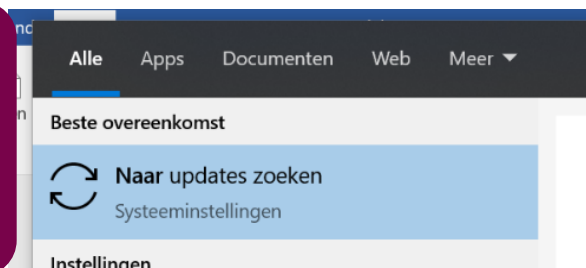 Alle Apps Documenten Web Meer
Beste overeenkomst
Naar updates zoeken
Systeeminstellingen
Instellingen